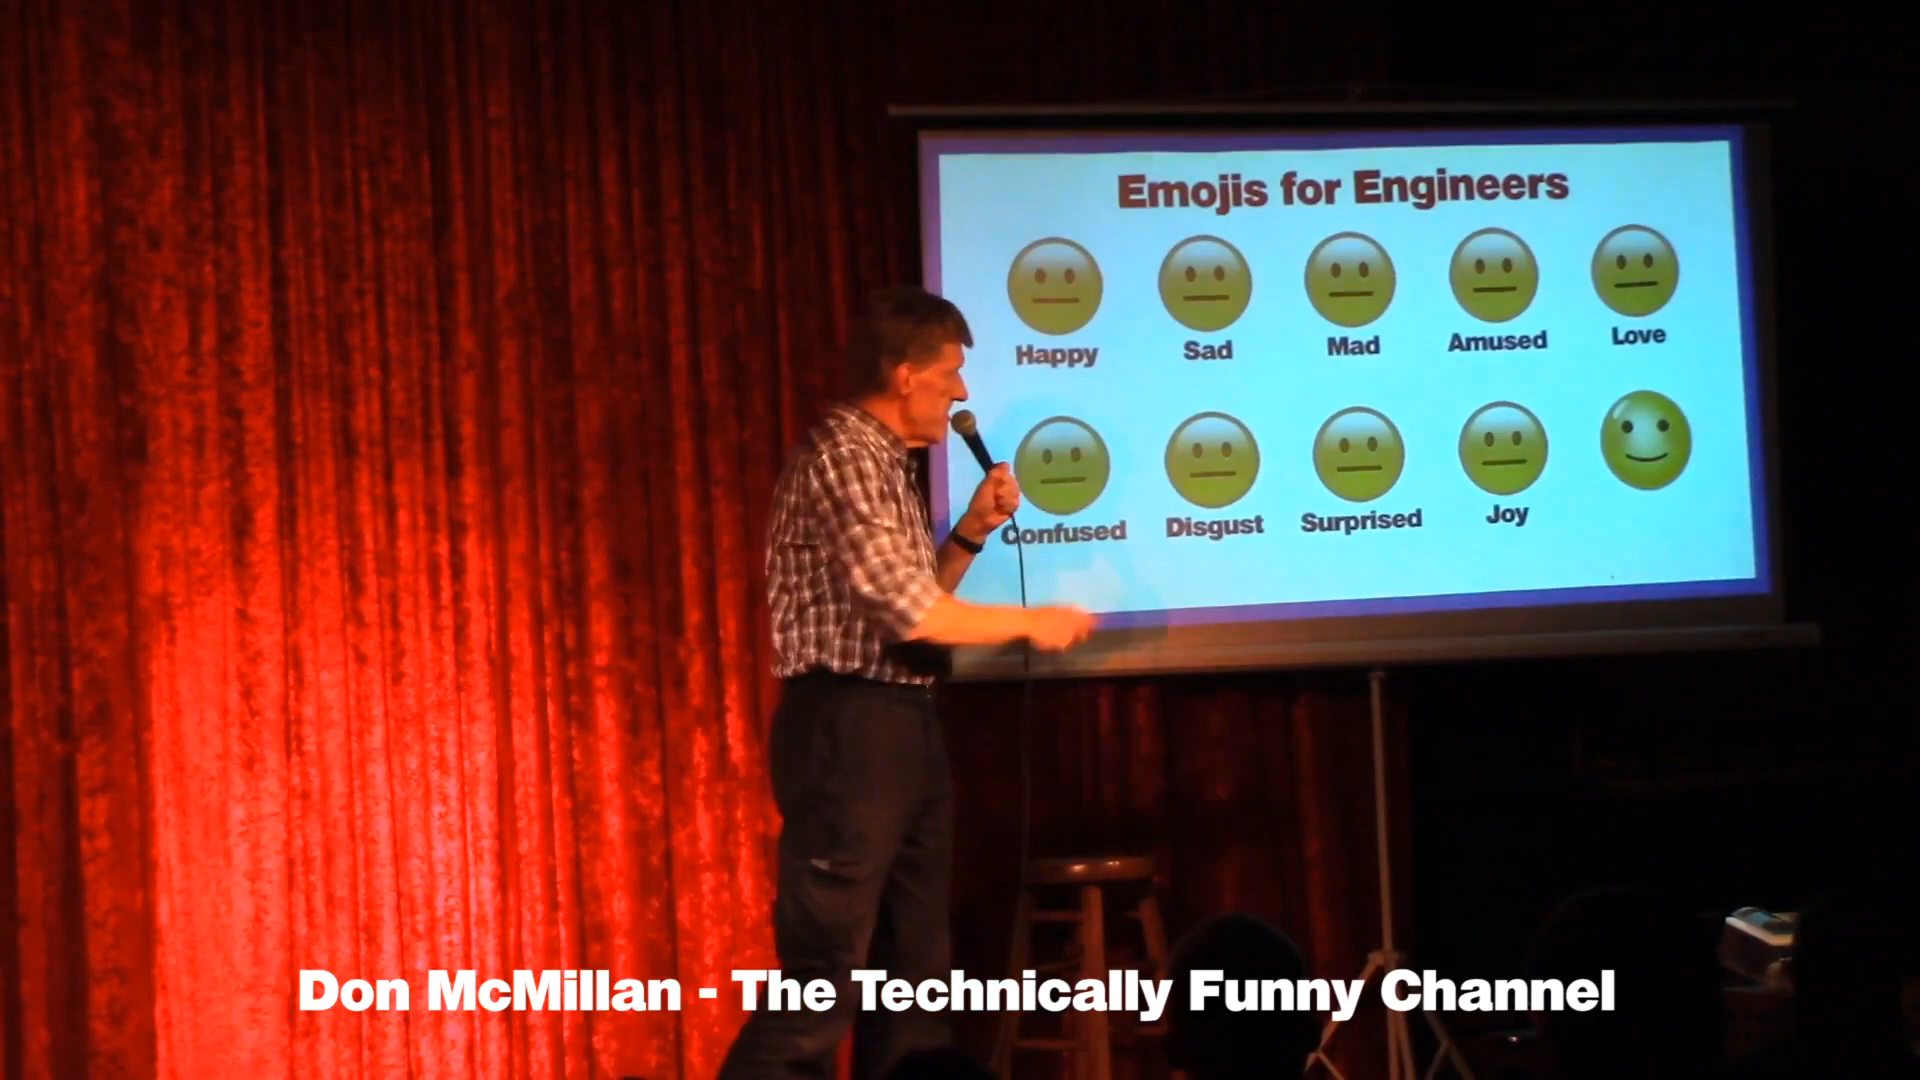 Emojis for Engineers
Happy Sad Mad Amused Love
Confused Disgust Surprised Joy
Don McMillan - The Technically Funny Channel